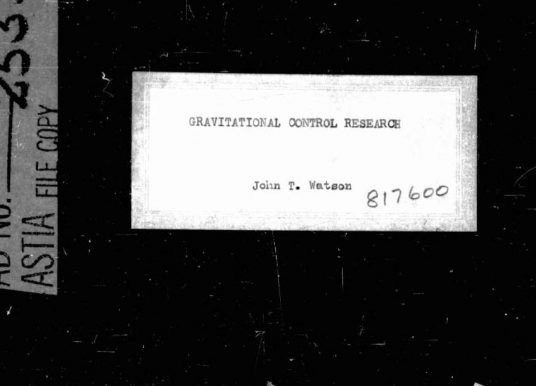 AD NO.
ASTIA FILE COPY
GRAVITATIONAL CONTROL RESEARCH
John T. Watson
817600